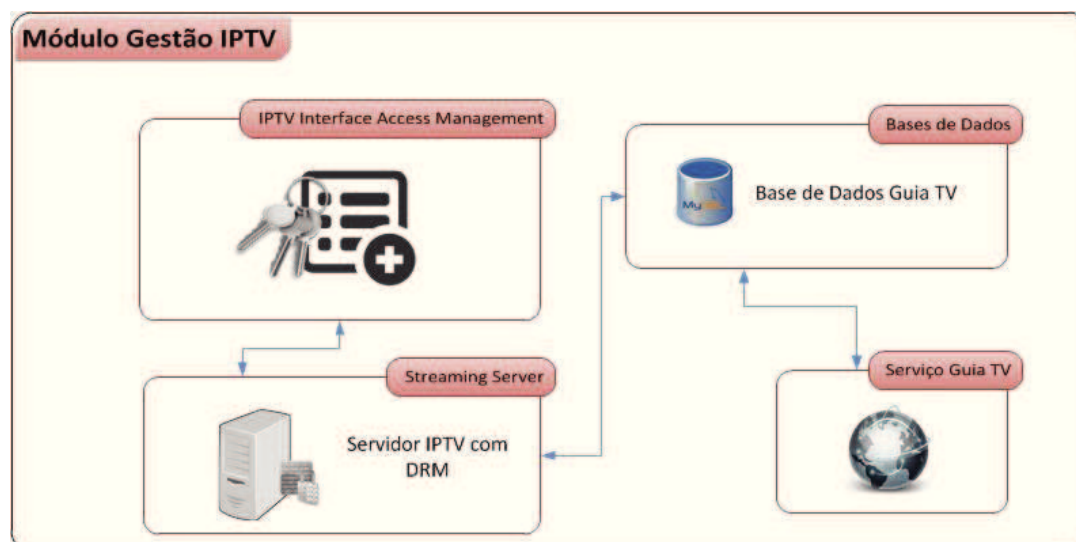 Módulo Gestão IPTV
IPTV Interface Access Management
Bases de Dados
Base de Dados Guia TV
Streaming Server
Servidor IPTV com
DRM
Serviço Guia TV